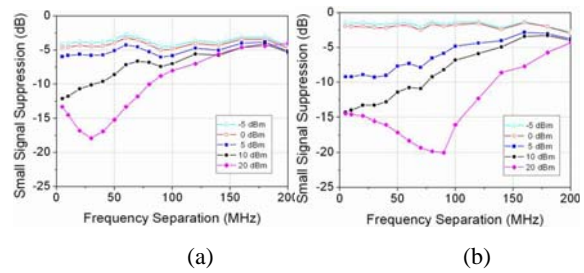 Small Signal Suppression (dB)
0
-5
-10
-15
-20
-25
0 50 100 150 200
Frequency Separation (MHz)
-5 dBm
0 dBm
5 dBm
10 dBm
20 dBm
(a)
Small Signal Suppression (dB)
0
-5
-10
-15
-20
-25
0 50 100 150 200
Frequency Separation (MHz)
-5 dBm
0 dBm
5 dBm
10 dBm
20 dBm
(b)